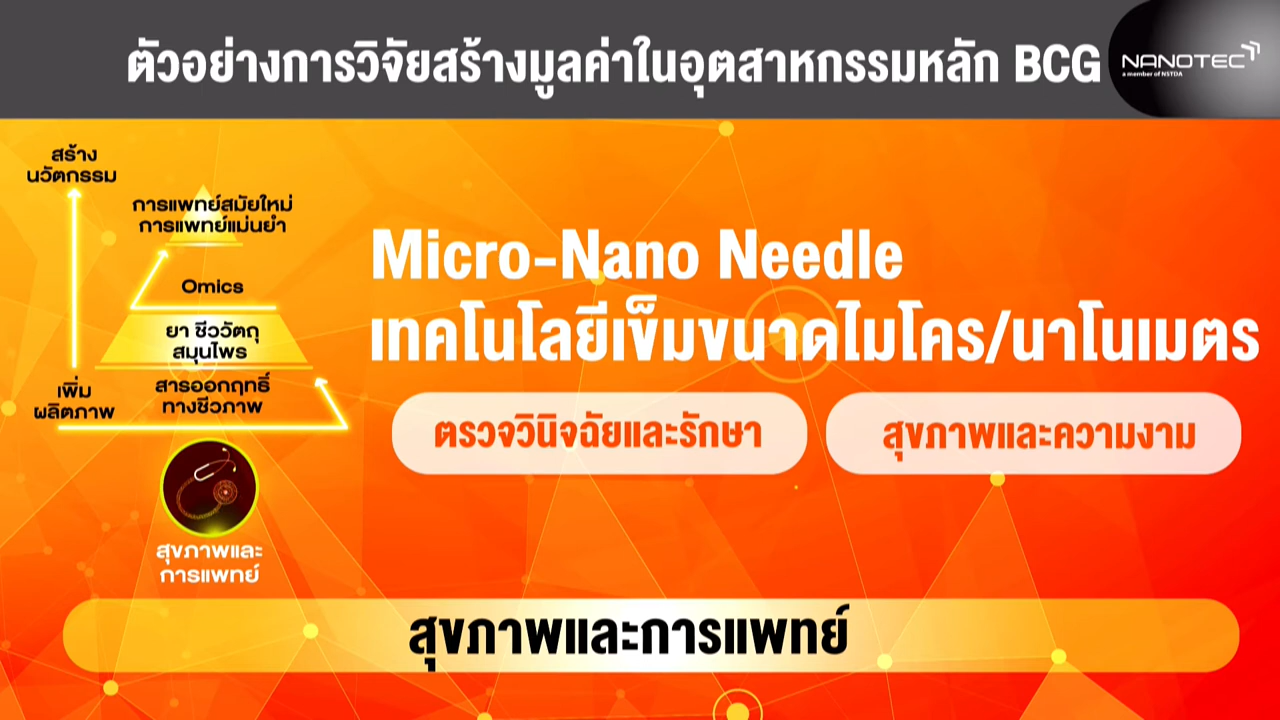 ตัวอย่างการวิจัยสร้างมูลค่าในอุตสาหกรรมหลัก BCG
NANOTEC
a member of NSTDA
สร้าง
นวัตกรรม
การแพทย์สมัยใหม่
การแพทย์แม่นยำ
Omics
ยา ชีววัตถุ
สมุนไพร
สารออกฤทธิ์
ทางชีวภาพ
เพิ่ม
ผลิตภาพ
สุขภาพและ
การแพทย์
Micro-Nano Needle
เทคโนโลยีเข็มขนาดไมโคร/นาโนเมตร
ตรวจวินิจฉัยและรักษา
สุขภาพและความงาม
สุขภาพและการแพทย์